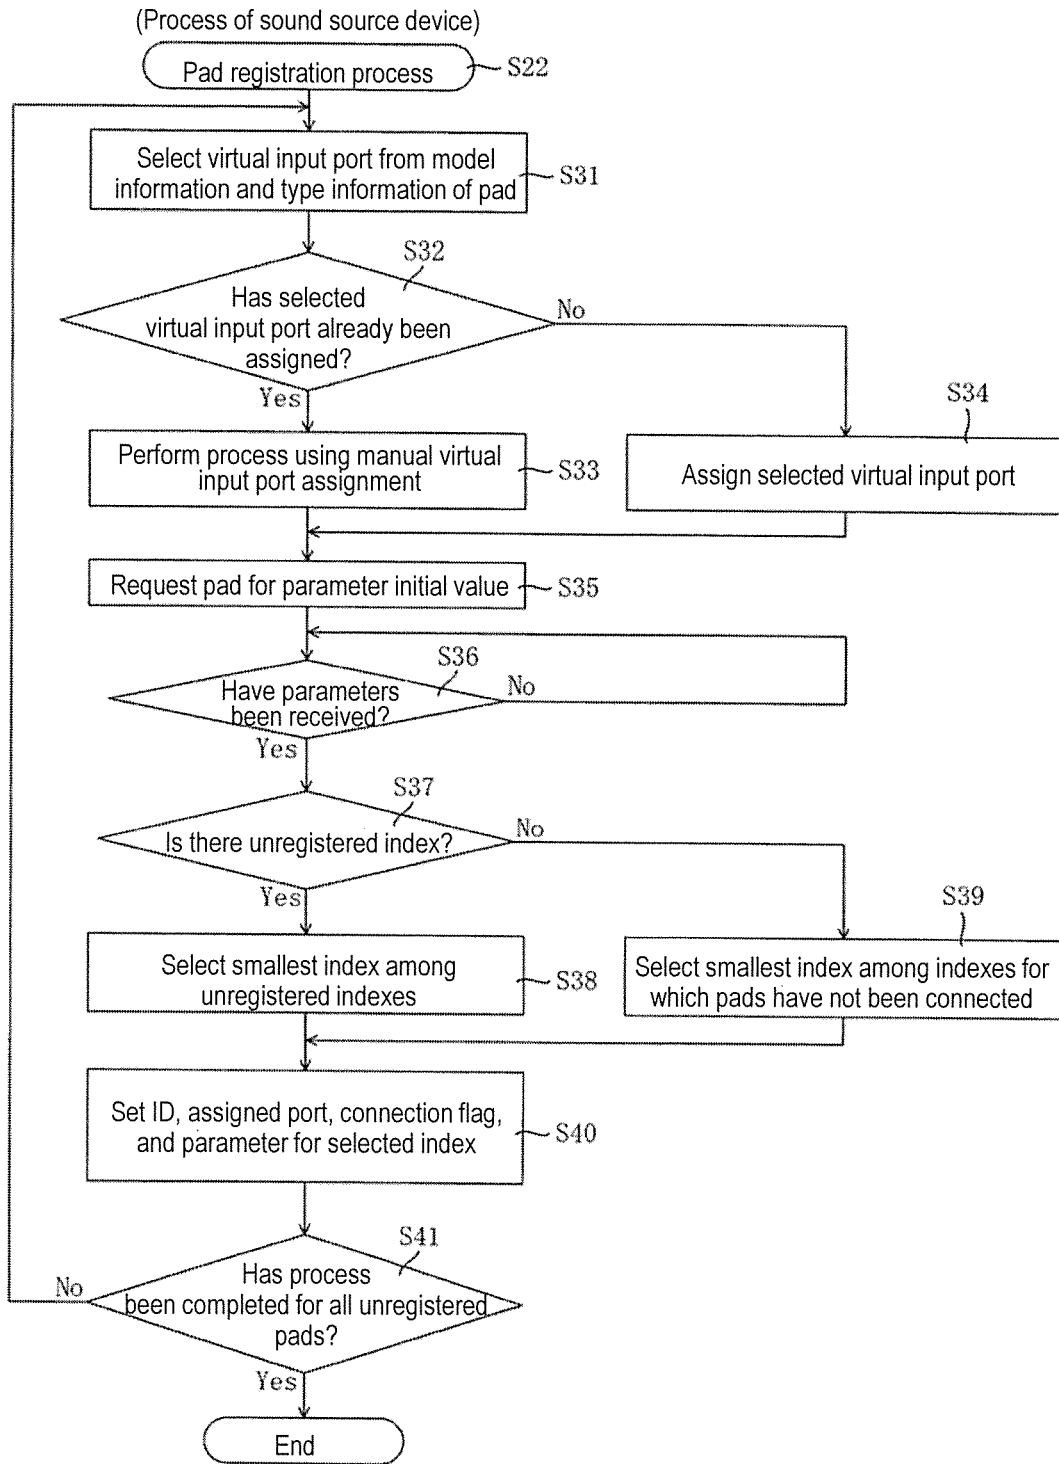 (Process of sound source device)
Pad registration process
S22
Select virtual input port from model
information and type information of pad
S31
S32
Has selected
virtual input port already been
assigned?
No
Yes
S34
Perform process using manual virtual
input port assignment
S33
Assign selected virtual input port
Request pad for parameter initial value
S35
S36
Have parameters
been received?
No
Yes
S37
Is there unregistered index?
No
Yes
S39
Select smallest index among
unregistered indexes
S38
Select smallest index among indexes for
which pads have not been connected
Set ID, assigned port, connection flag,
and parameter for selected index
S40
S41
Has process
been completed for all unregistered
pads?
No
Yes
End